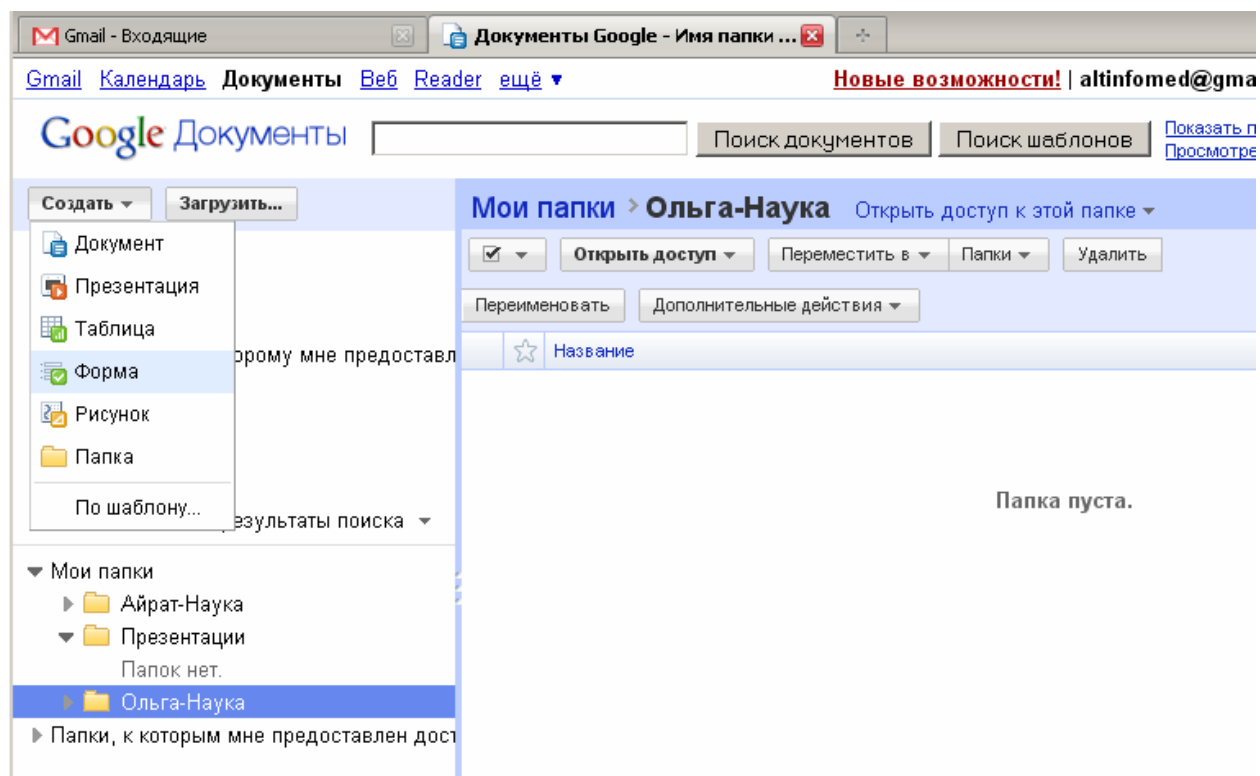 Gmail - Входящие
Документы Google - Имя папки ...
Gmail Календарь Документы Веб Reader ещё ▼ Новые возможности! | altinfomed@gma
Google Документы Поиск документов Поиск шаблонов Показать п
Просмотре
Создать Загрузить...
Мои папки > Ольга-Наука Открыть доступ к этой папке
Документ
Презентация
Таблица
Форма
Рисунок
Папка
По шаблону...
орому мне предоставл
езультаты поиска
Открыть доступ Переместить в Папки Удалить
Переименовать Дополнительные действия
Название
Папка пуста.
Мои папки
Айрат-Наука
Презентации
Папок нет.
Ольга-Наука
Папки, к которым мне предоставлен дост